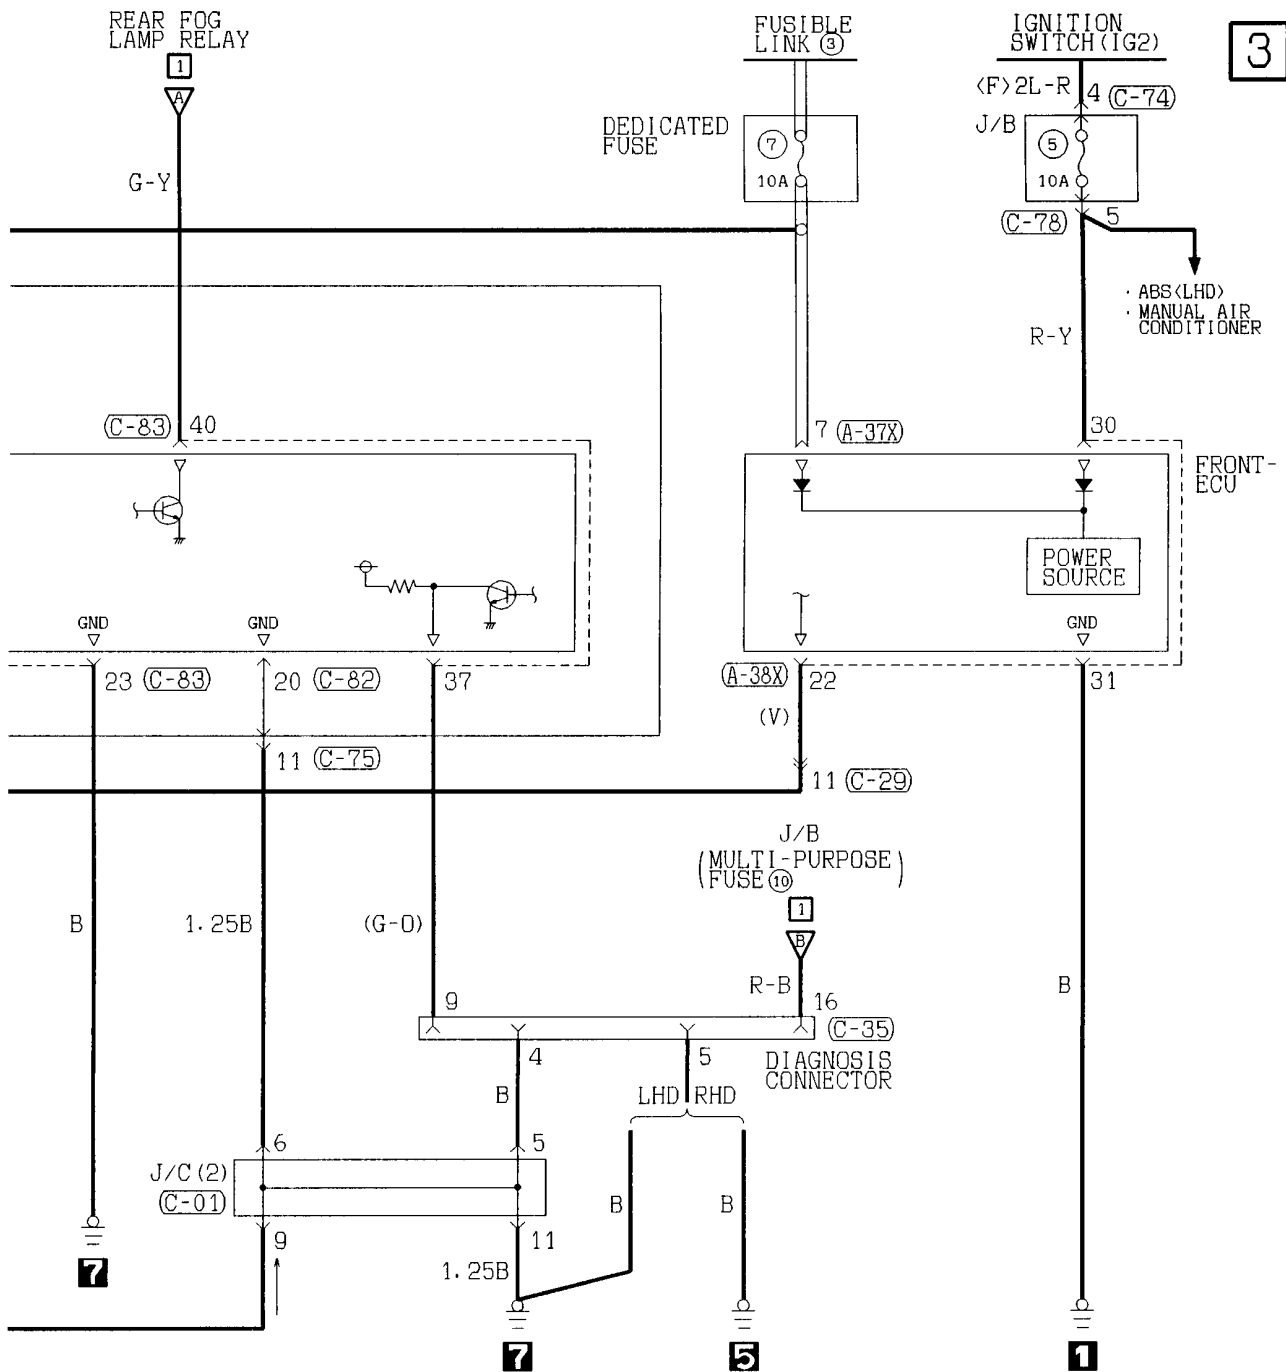 REAR FOG
LAMP RELAY
1
A
G-Y
FUSIBLE
LINK ③
IGNITION
SWITCH(IG2)
3
<F>2L-R
4
(C-74)
DEDICATED
FUSE
⑦
10A
J/B
⑤
10A
(C-78)
5
· ABS<LHD>
· MANUAL AIR
CONDITIONER
R-Y
(C-83) 40
7 (A-37X)
30
FRONT-
ECU
POWER
SOURCE
GND
GND
GND
23 (C-83)
20 (C-82)
37
(A-38X) 22
31
(V)
11 (C-75)
11 (C-29)
J/B
(MULTI-PURPOSE
FUSE ⑩)
1
B
B
1.25B
(G-O)
R-B
B
9
16
(C-35)
4
5
DIAGNOSIS
CONNECTOR
B
LHD RHD
6
5
J/C(2)
(C-01)
B
B
9
11
1.25B
7
7
5
1